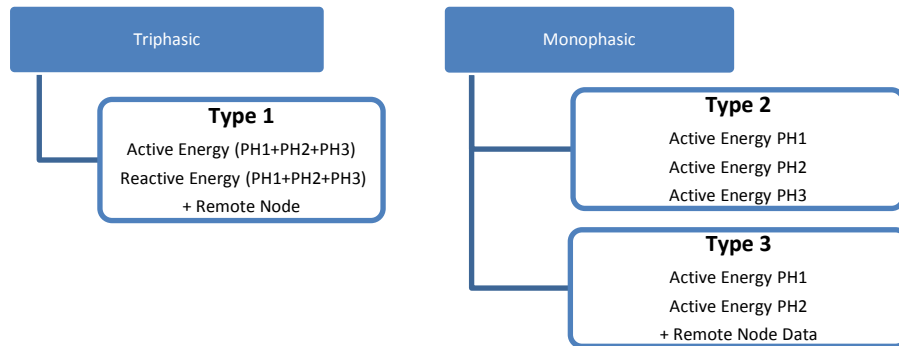 Triphasic
Type 1
Active Energy (PH1+PH2+PH3)
Reactive Energy (PH1+PH2+PH3)
+ Remote Node
Monophasic
Type 2
Active Energy PH1
Active Energy PH2
Active Energy PH3
Type 3
Active Energy PH1
Active Energy PH2
+ Remote Node Data